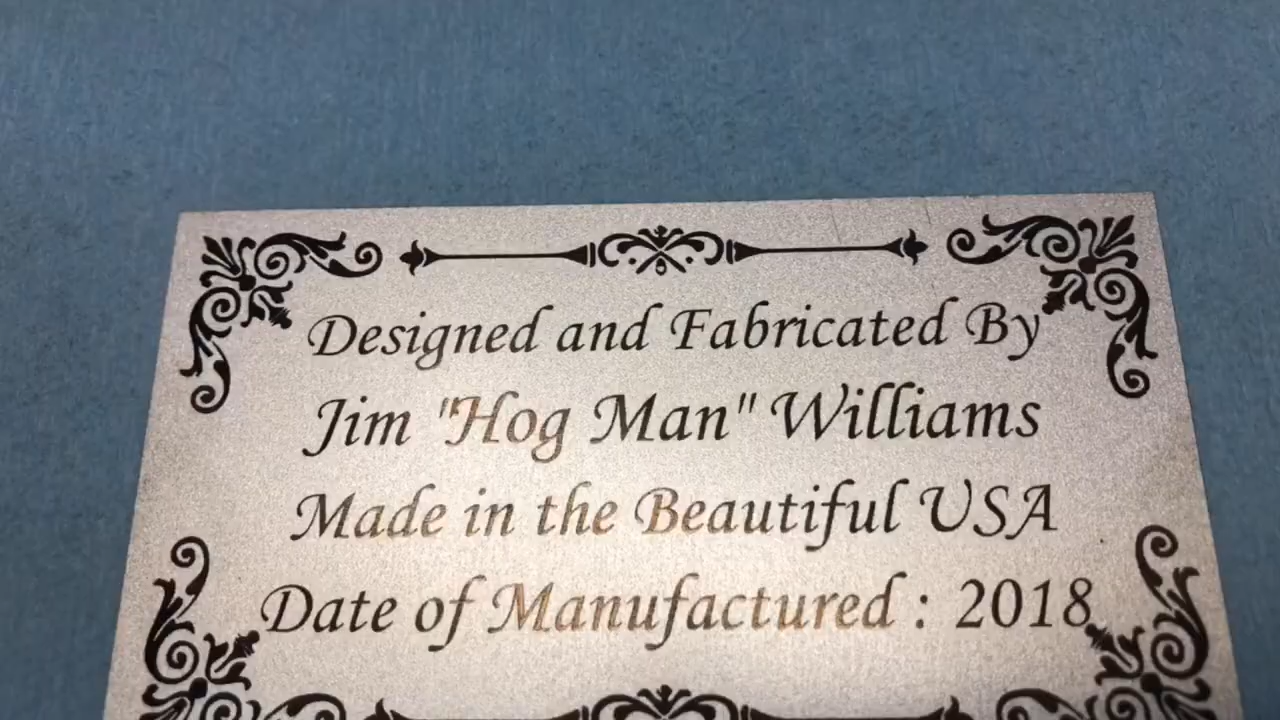 Designed and Fabricated By
Jim "Hog Man" Williams
Made in the Beautiful USA
Date of Manufactured : 2018